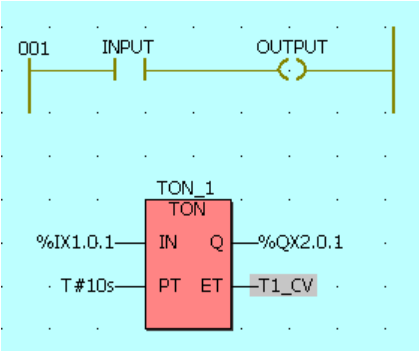 001 INPUT OUTPUT
TON_1
TON
%IX1.0.1 IN Q %QX2.0.1
T#10s PT ET T1_CV